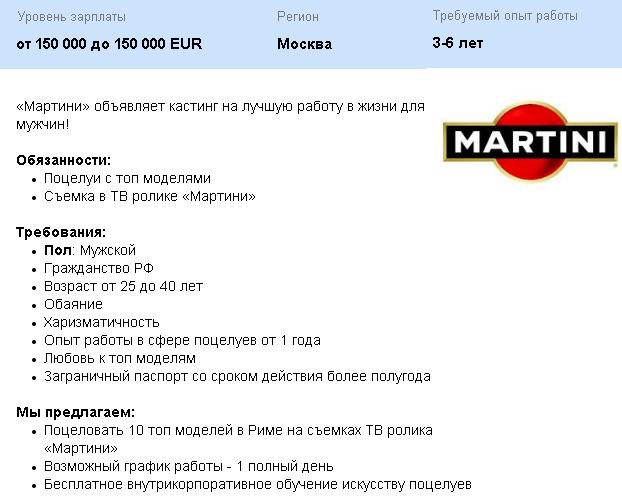 Уровень зарплаты Регион Требуемый опыт работы
от 150 000 до 150 000 EUR Москва 3-6 лет
«Мартини» объявляет кастинг на лучшую работу в жизни для
мужчин!
MARTINI
Обязанности:
Поцелуи с топ моделями
Съемка в ТВ ролике «Мартини»
Требования:
Пол: Мужской
Гражданство РФ
Возраст от 25 до 40 лет
Обаяние
Харизматичность
Опыт работы в сфере поцелуев от 1 года
Любовь к топ моделям
Заграничный паспорт со сроком действия более полугода
Мы предлагаем:
Поцеловать 10 топ моделей в Риме на съемках ТВ ролика
«Мартини»
Возможный график работы - 1 полный день
Бесплатное внутрикорпоративное обучение искусству поцелуев